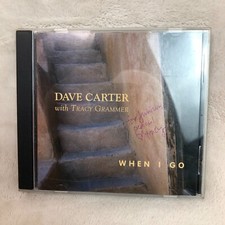 DAVE CARTER
with TRACY GRAMMER
WHEN I GO